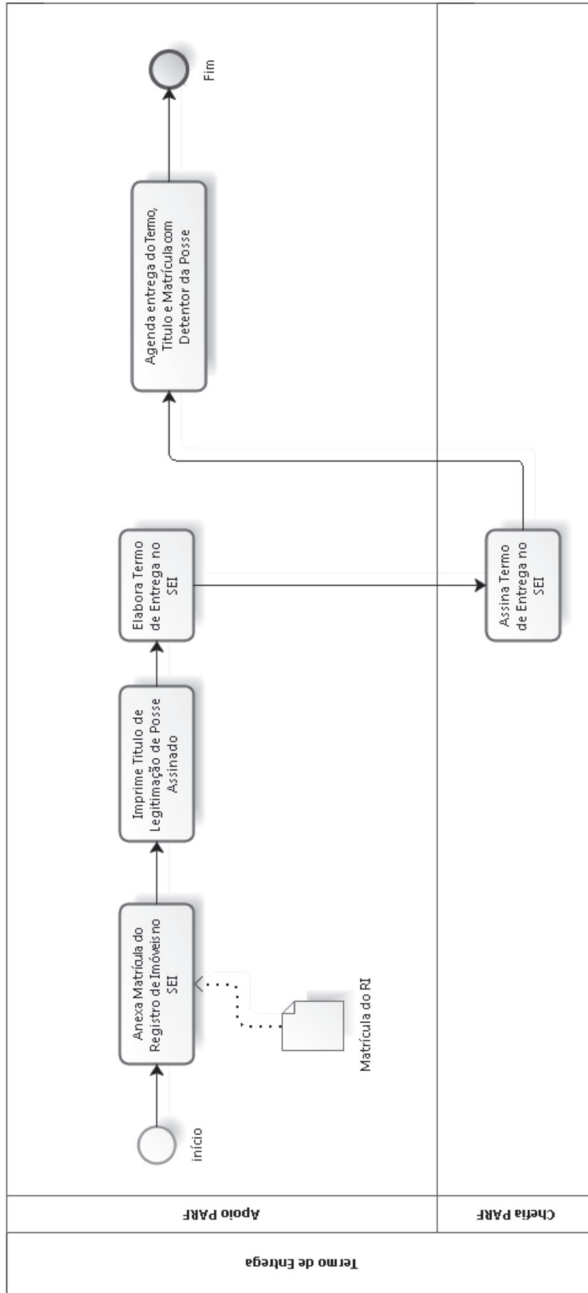 Termo de Entrega
Apoio PARF
Chefia PARF
início
Anexa Matrícula do
Registro de Imóveis no
SEI
Matrícula do RI
Imprime Título de
Legitimação de Posse
Assinado
Elabora Termo
de Entrega no
SEI
Assina Termo
de Entrega no
SEI
Agenda entrega do Termo,
Título e Matrícula com
Detentor da Posse
Fim